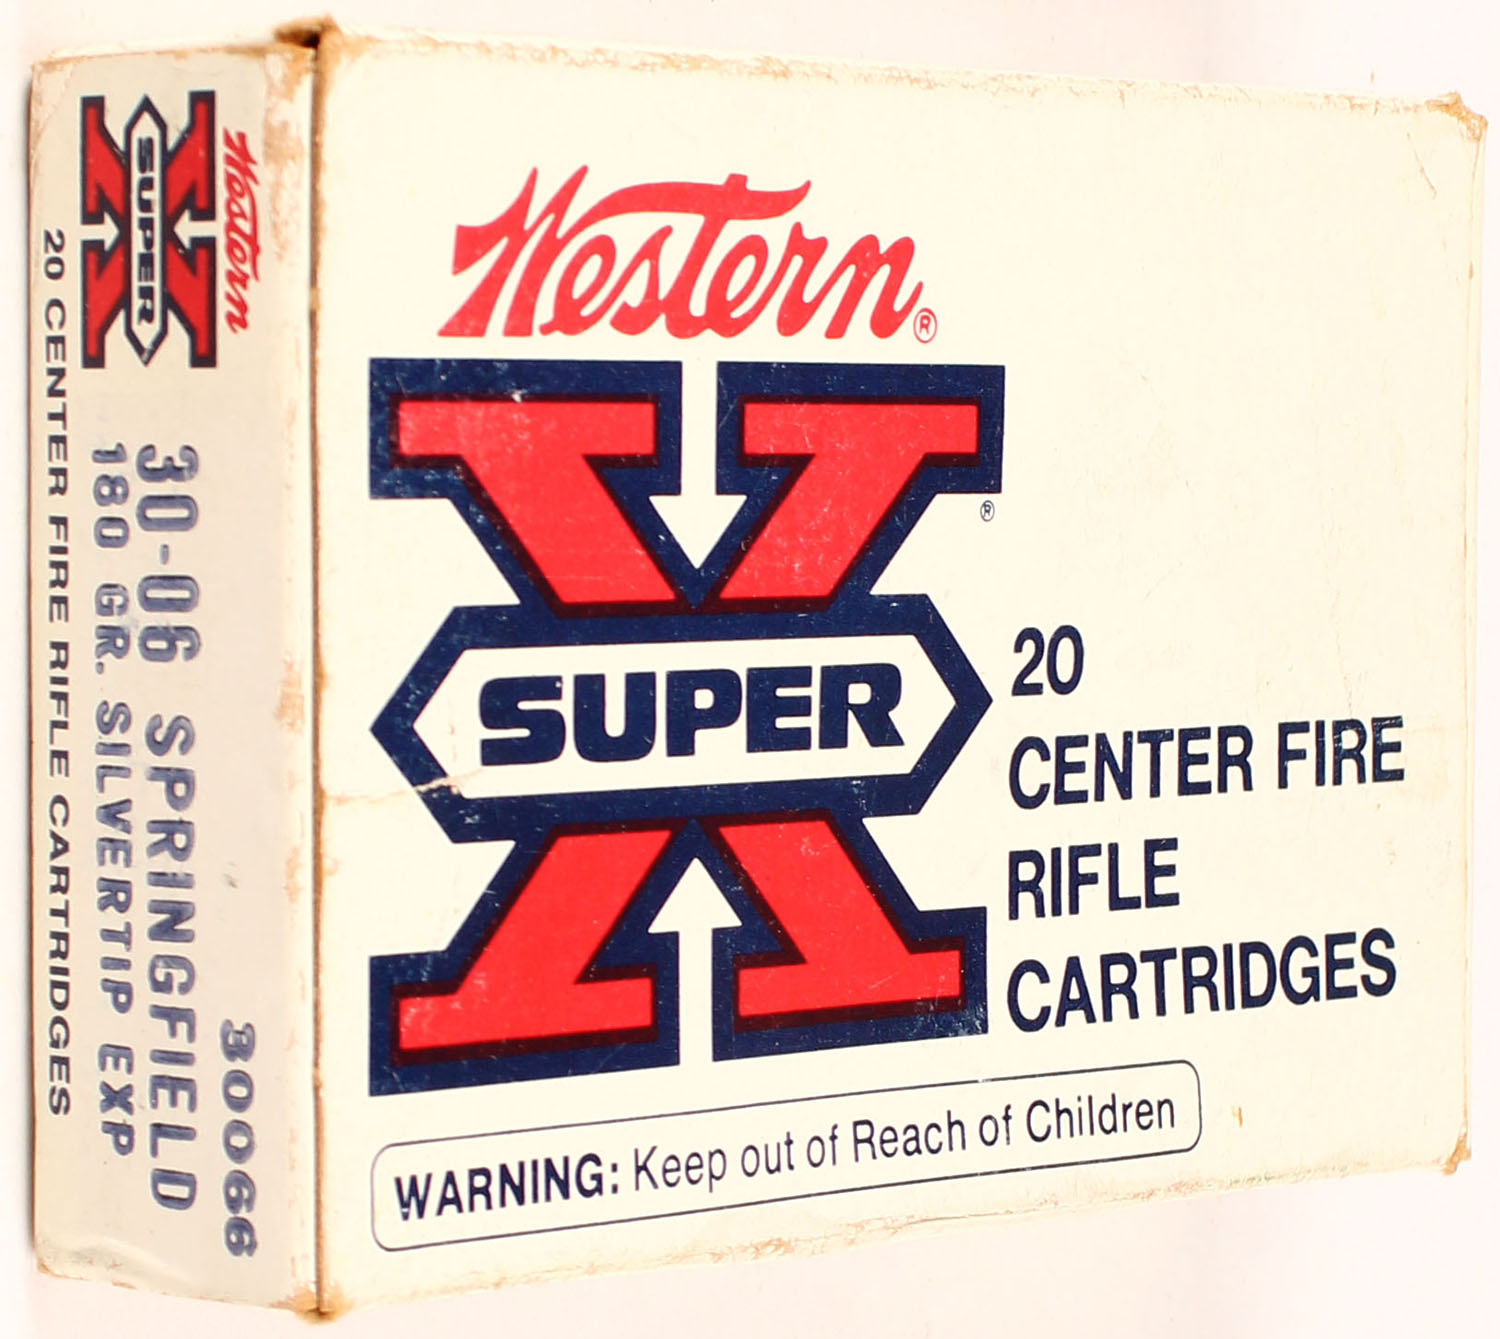 Western®
SUPER
®
20
CENTER FIRE
RIFLE
CARTRIDGES
WARNING: Keep out of Reach of Children
Western
SUPER
30066
30-06 SPRINGFIELD
180 GR. SILVERTIP EXP
20 CENTER FIRE RIFLE CARTRIDGES